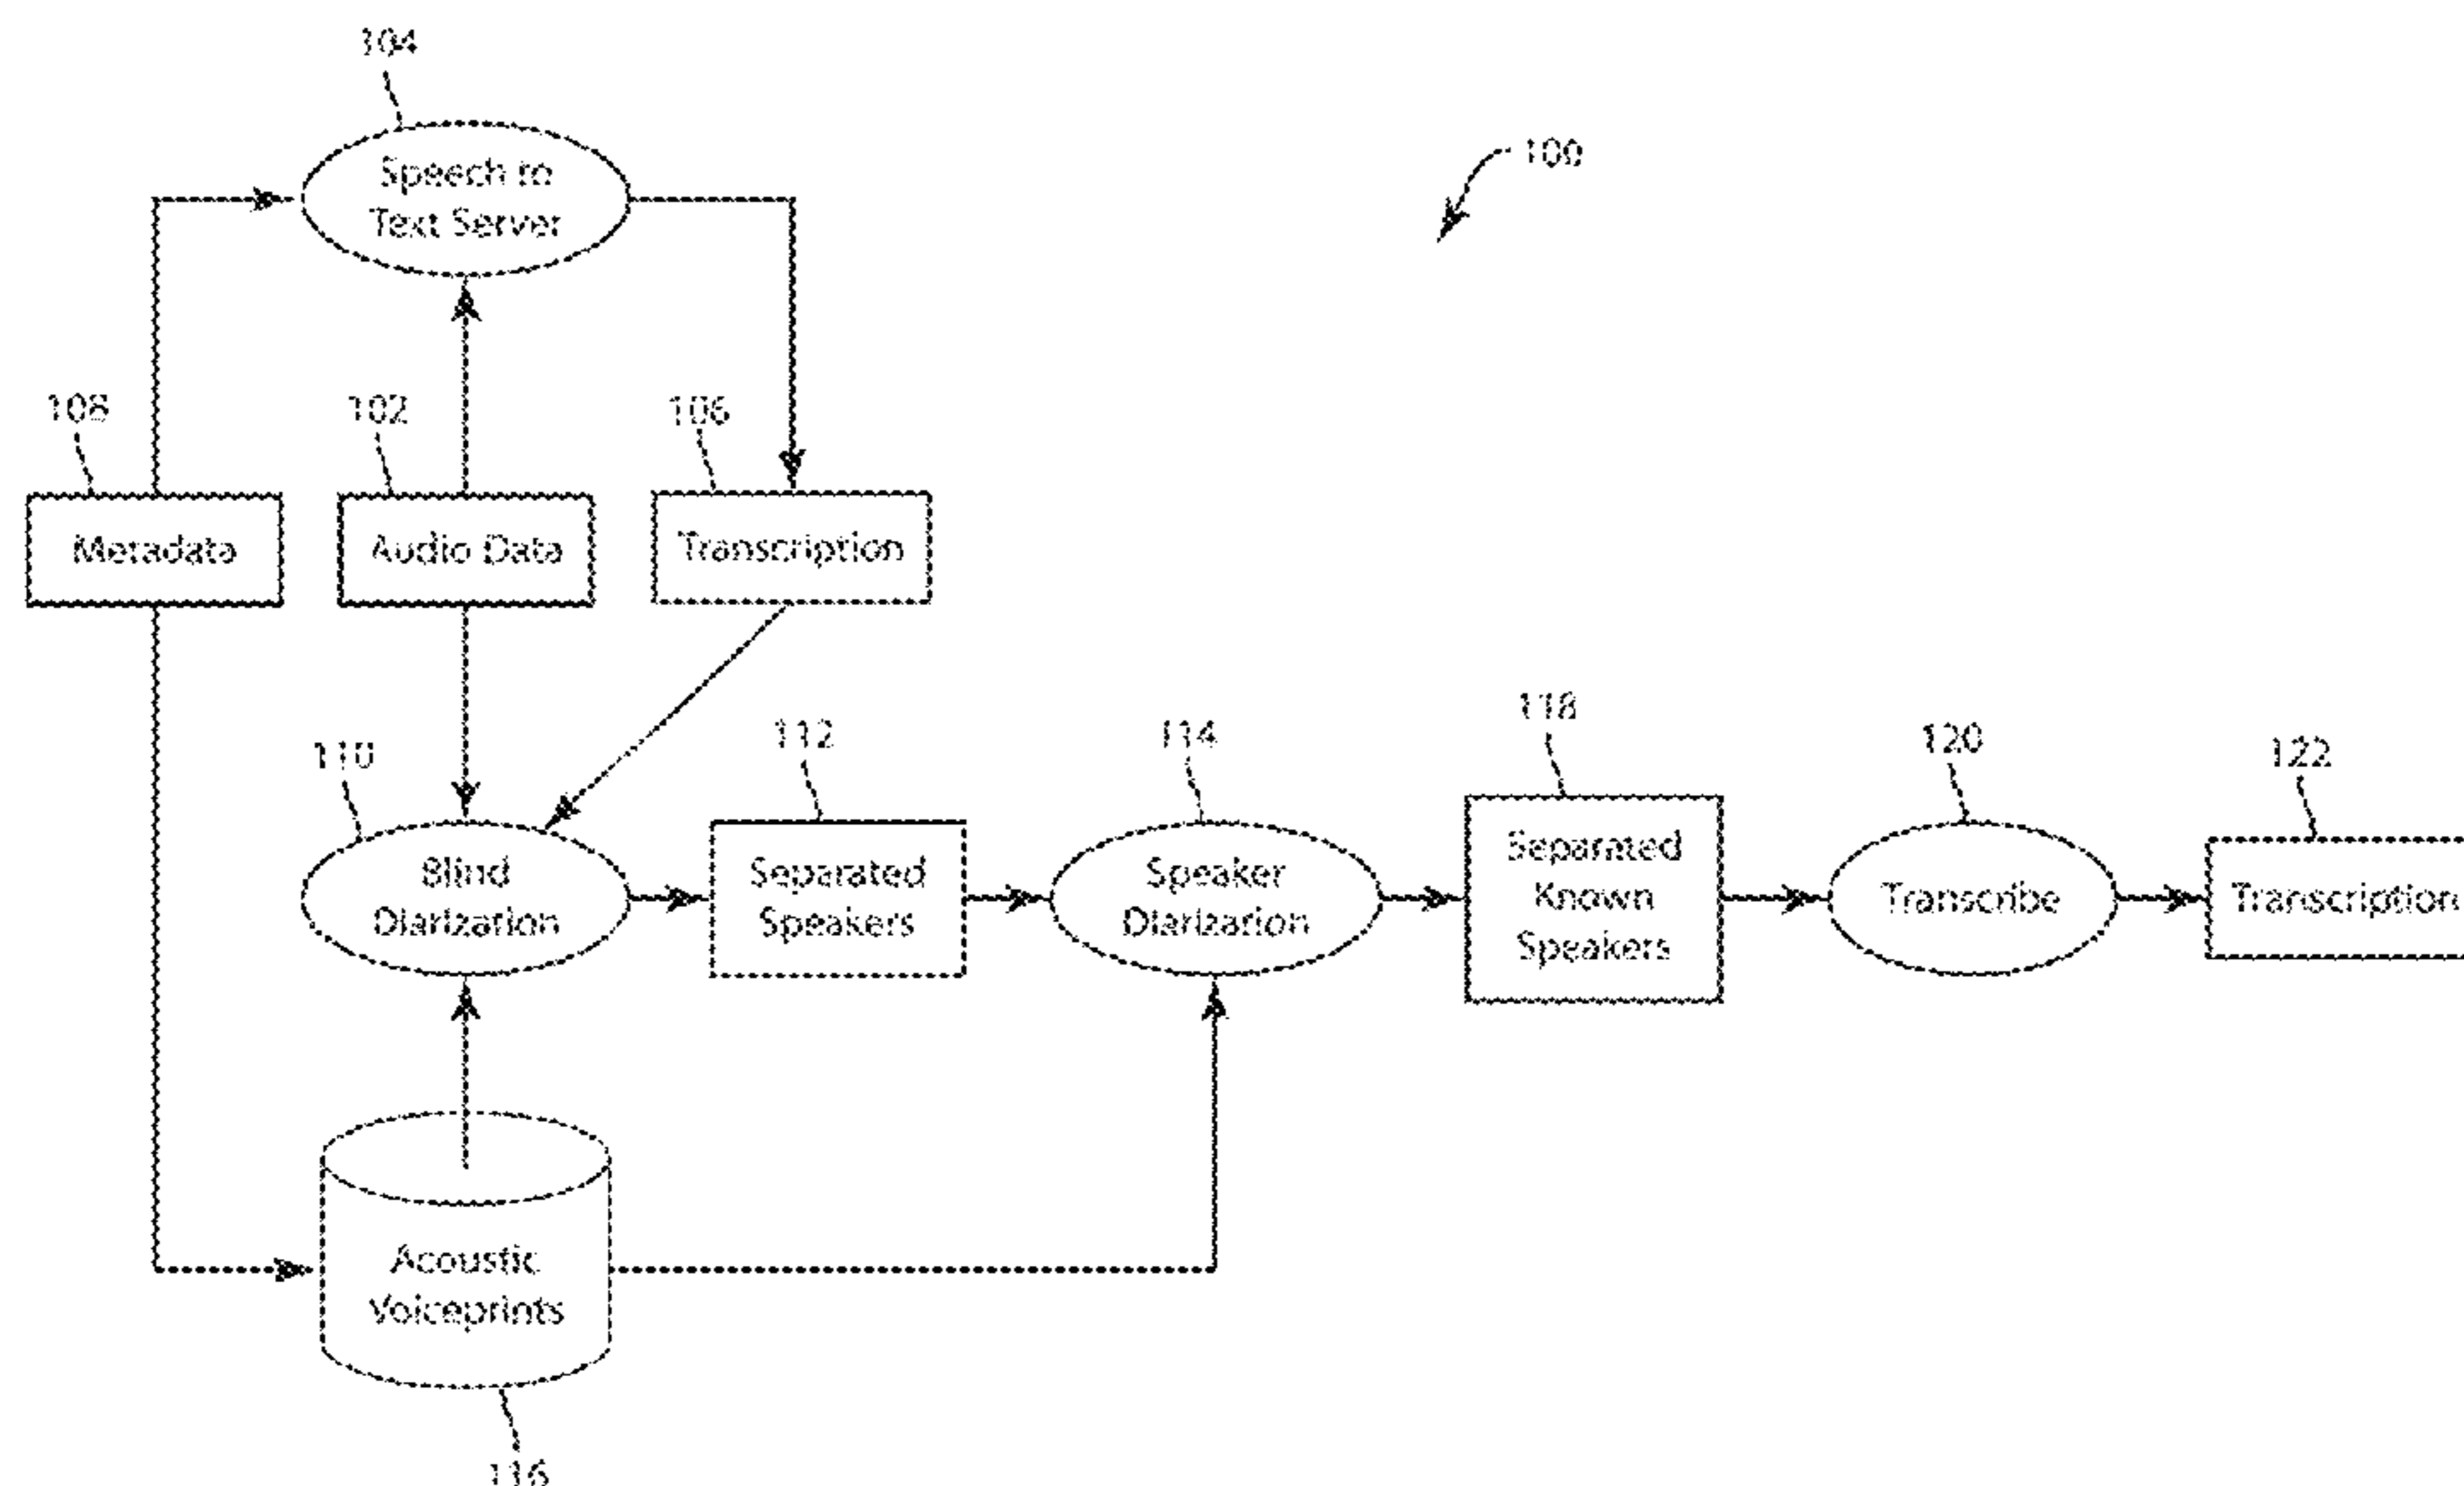 104
Speech to
Text Server
100
108
102
106
Metadata
Audio Data
Transcription
110
112
114
118
120
122
Blind
Diarization
Separated
Speakers
Speaker
Diarization
Separated
Known
Speakers
Transcribe
Transcription
Acoustic
Voiceprints
116